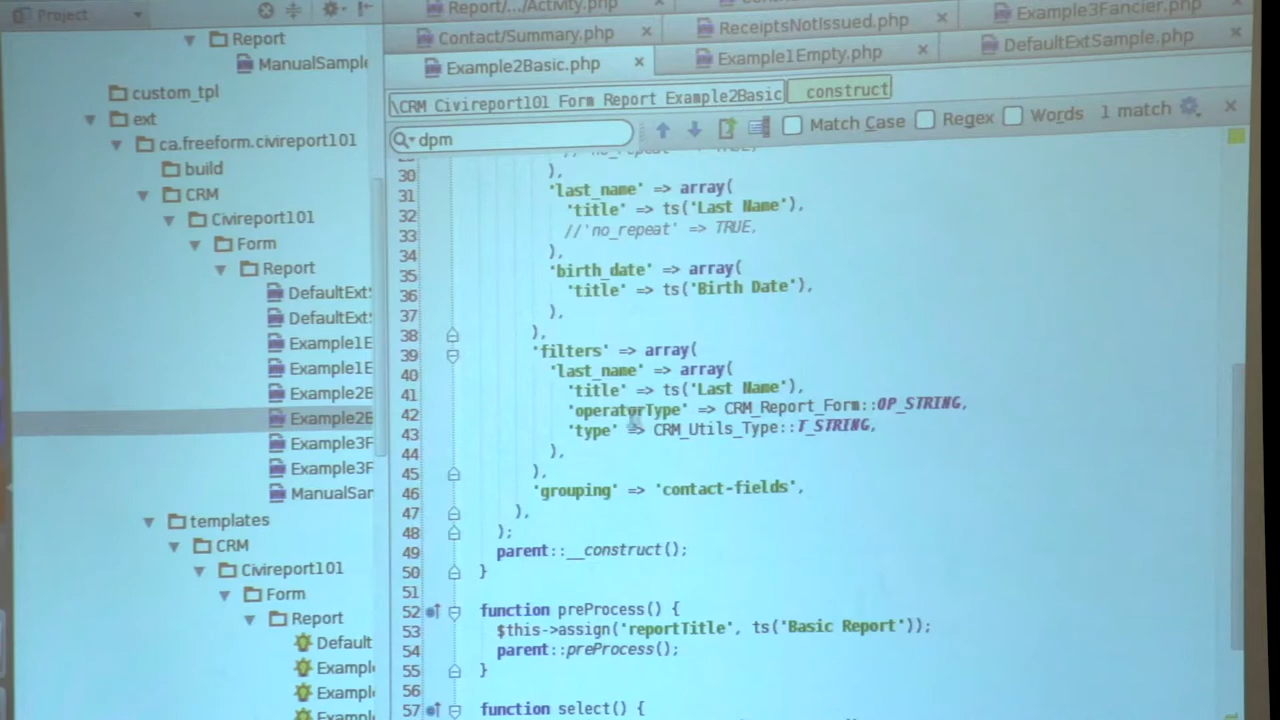 Project
Report
ManualSample
custom_tpl
ext
ca.freeform.civireport101
build
CRM
Civireport101
Form
Report
DefaultExt
DefaultExt
Example1E
Example1E
Example2B
Example2B
Example3F
Example3F
ManualSar
templates
CRM
Civireport101
Form
Report
Default
Exampl
Exampl
Exampl
Report/.../Activity.php
Contact/Summary.php
ReceiptsNotIssued.php
Example3Fancier.php
Example2Basic.php
Example1Empty.php
DefaultExtSample.php
\CRM_Civireport101_Form_Report_Example2Basic construct
dpm Match Case Regex Words 1 match
30 ),
31 'last_name' => array(
32 'title' => ts('Last Name'),
33 //'no_repeat' => TRUE,
34 ),
35 'birth_date' => array(
36 'title' => ts('Birth Date'),
37 ),
38 ),
39 'filters' => array(
40 'last_name' => array(
41 'title' => ts('Last Name'),
42 'operatorType' => CRM_Report_Form::OP_STRING,
43 'type' => CRM_Utils_Type::T_STRING,
44 ),
45 ),
46 'grouping' => 'contact-fields',
47 ),
48 );
49 parent::__construct();
50 }
51
52 function preProcess() {
53 $this->assign('reportTitle', ts('Basic Report'));
54 parent::preProcess();
55 }
56
57 function select() {